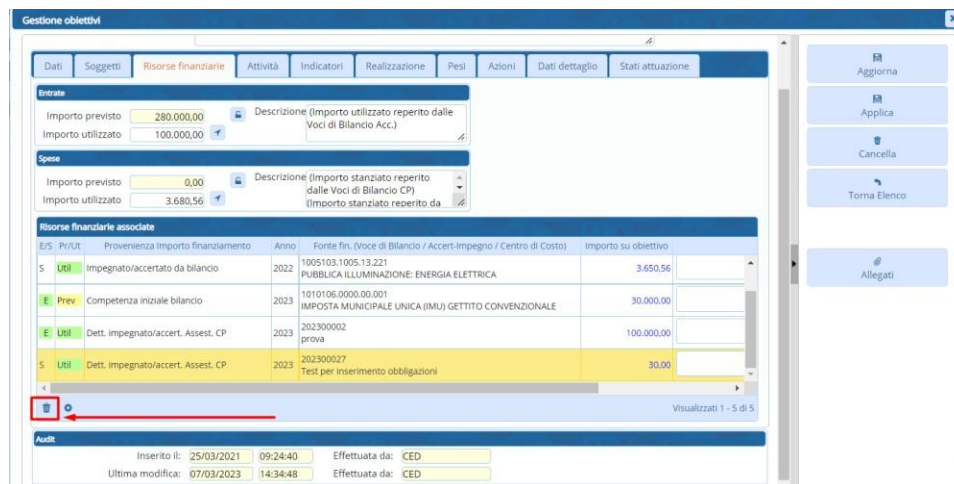 Gestione obiettivi
Dati Soggetti Risorse finanziarie Attività Indicatori Realizzazione Pesi Azioni Dati dettaglio Stati attuazione
Entrate
Importo previsto 280.000,00 Descrizione (Importo utilizzato reperito dalle
Importo utilizzato 100.000,00 Voci di Bilancio Acc.)
Spese
Importo previsto 0,00 Descrizione (Importo stanziato reperito
dalle Voci di Bilancio CP)
Importo utilizzato 3.680,56 (Importo stanziato reperito da
Risorse finanziarie associate
E/S Pr/Ut Provenienza Importo finanziamento Anno Fonte fin. (Voce di Bilancio / Accert-Impegno / Centro di Costo) Importo su obiettivo
S Util Impegnato/accertato da bilancio 2022 1005103.1005.13.221 3.650,56
PUBBLICA ILLUMINAZIONE: ENERGIA ELETTRICA
E Prev Competenza iniziale bilancio 2023 1010106.0000.00.001 30.000,00
IMPOSTA MUNICIPALE UNICA (IMU) GETTITO CONVENZIONALE
E Util Dett. impegnato/accert. Assest. CP 2023 202300002 100.000,00
prova
S Util Dett. impegnato/accert. Assest. CP 2023 202300027 30,00
Test per inserimento obbligazioni
Visualizzati 1 - 5 di 5
Audit
Inserito il: 25/03/2021 09:24:40 Effettuata da: CED
Ultima modifica: 07/03/2023 14:34:48 Effettuata da: CED
Aggiorna
Applica
Cancella
Torna Elenco
Allegati